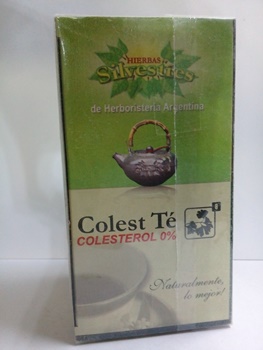 HIERBAS
Silvestres
de Herboristería Argentina
Colest Té
COLESTEROL 0%
Naturalmente,
lo mejor!